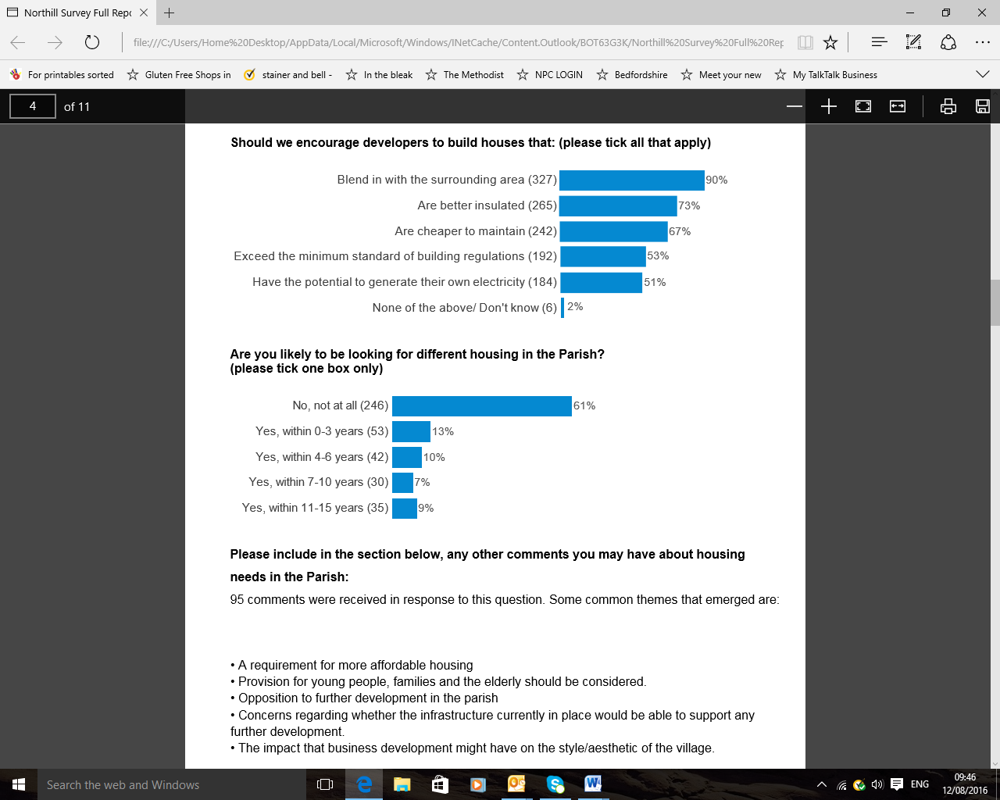 Northill Survey Full Repo
file:///C:/Users/Home%20Desktop/AppData/Local/Microsoft/Windows/INetCache/Content.Outlook/BOT63G3K/Northill%20Survey%20Full%20Rep
For printables sorted
Gluten Free Shops in
stainer and bell -
In the bleak
The Methodist
NPC LOGIN
Bedfordshire
Meet your new
My TalkTalk Business
4 of 11
Should we encourage developers to build houses that: (please tick all that apply)
Blend in with the surrounding area (327) 90%
Are better insulated (265) 73%
Are cheaper to maintain (242) 67%
Exceed the minimum standard of building regulations (192) 53%
Have the potential to generate their own electricity (184) 51%
None of the above/ Don't know (6) 2%
Are you likely to be looking for different housing in the Parish?
(please tick one box only)
No, not at all (246) 61%
Yes, within 0-3 years (53) 13%
Yes, within 4-6 years (42) 10%
Yes, within 7-10 years (30) 7%
Yes, within 11-15 years (35) 9%
Please include in the section below, any other comments you may have about housing
needs in the Parish:
95 comments were received in response to this question. Some common themes that emerged are:
• A requirement for more affordable housing
• Provision for young people, families and the elderly should be considered.
• Opposition to further development in the parish
• Concerns regarding whether the infrastructure currently in place would be able to support any
further development.
• The impact that business development might have on the style/aesthetic of the village.
Search the web and Windows
ENG
09:46
12/08/2016